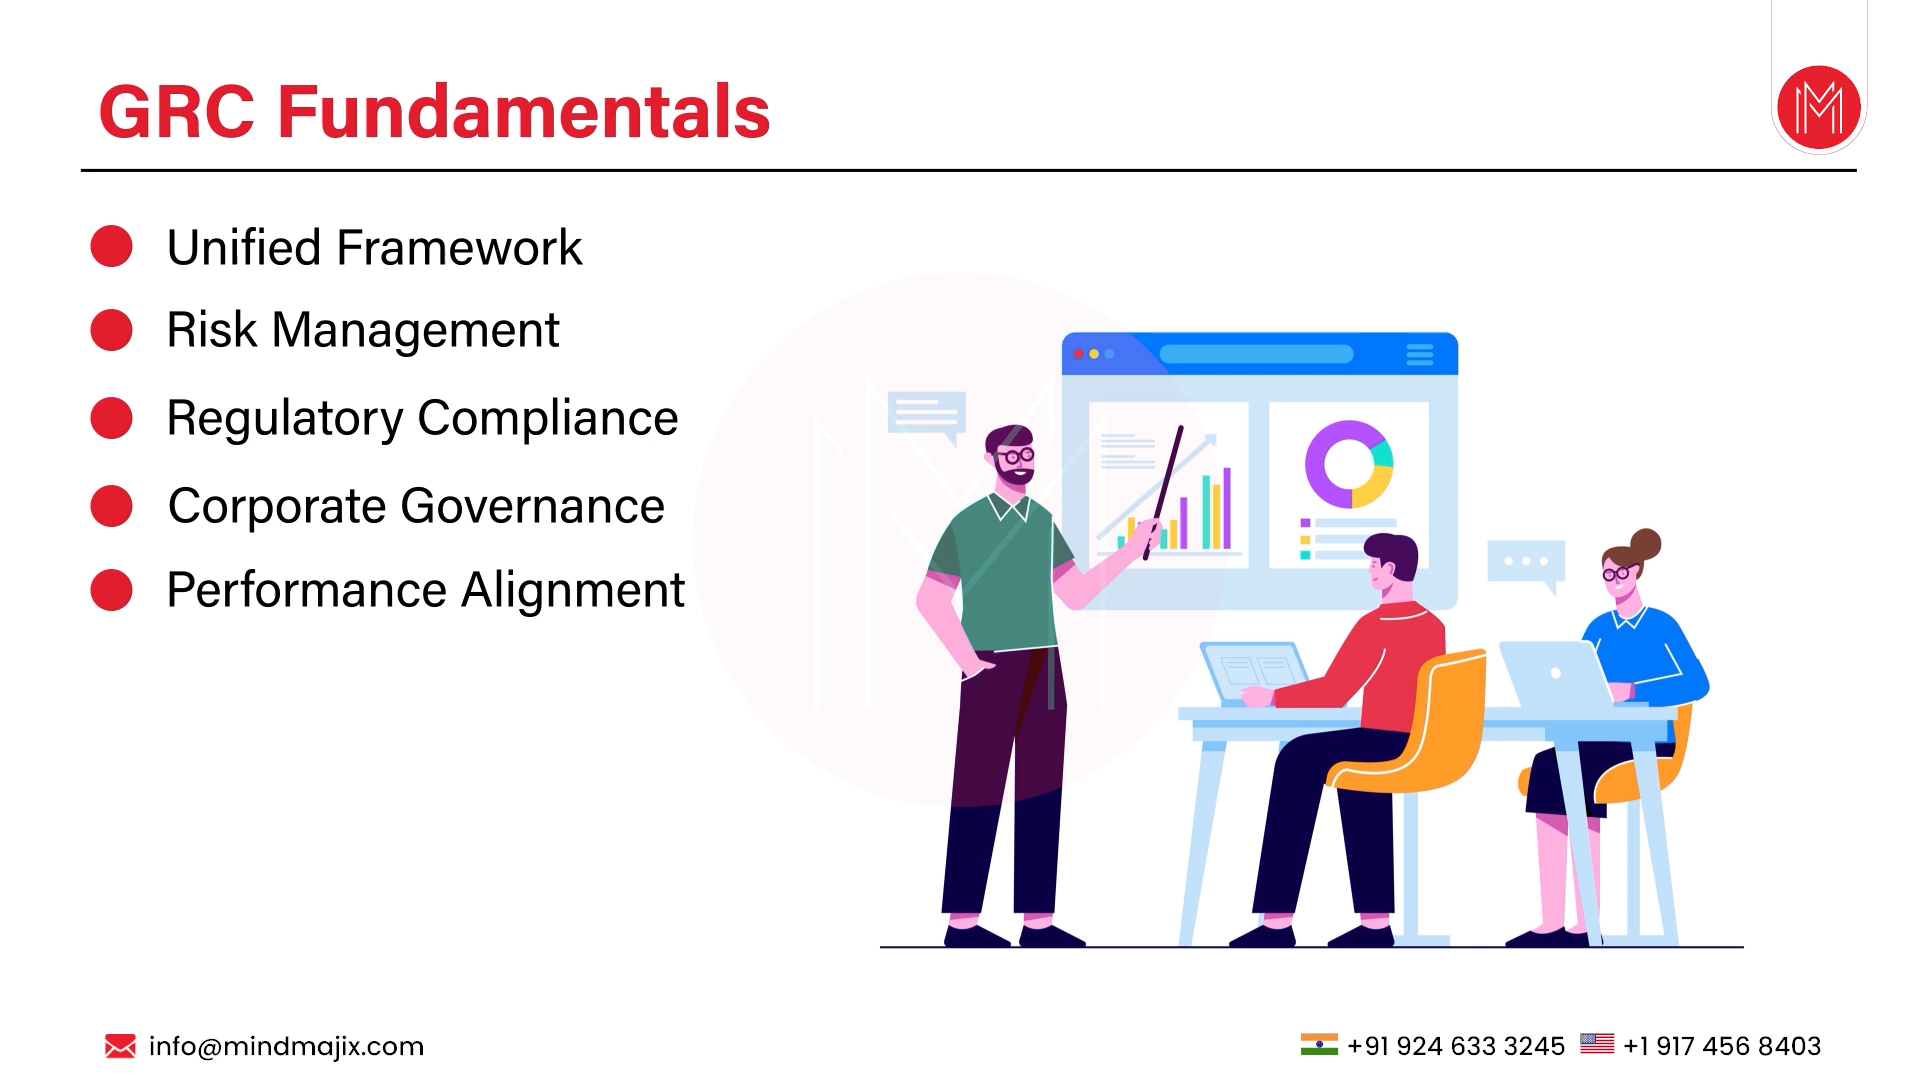 GRC Fundamentals
Unified Framework
Risk Management
Regulatory Compliance
Corporate Governance
Performance Alignment
info@mindmajix.com
+91 924 633 3245 +1 917 456 8403